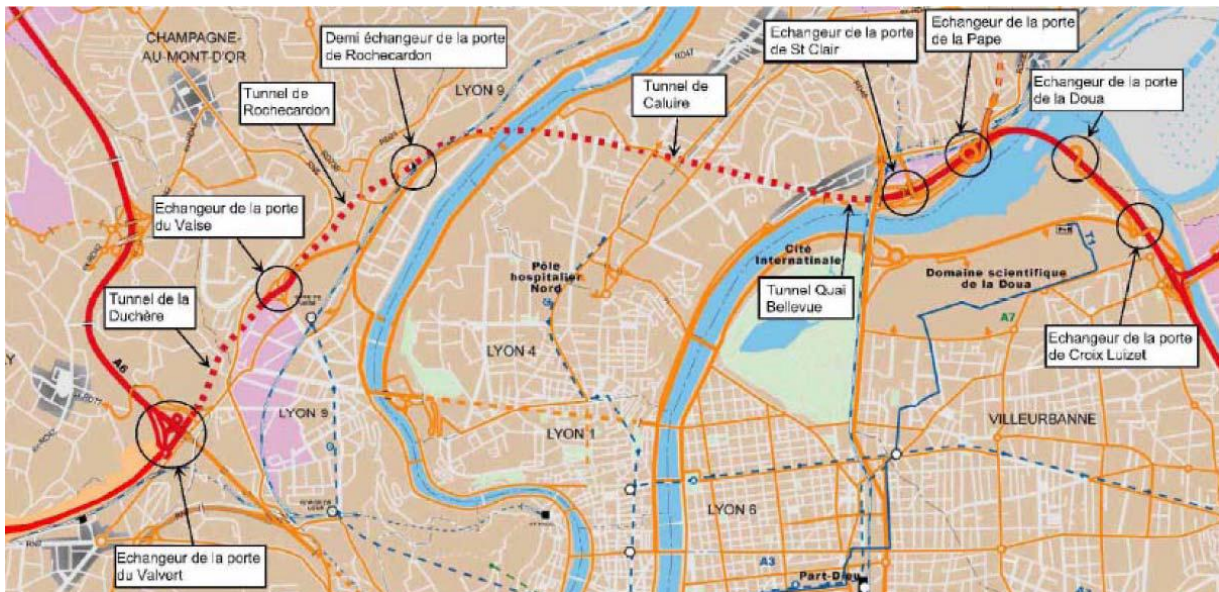 CHAMPAGNE-
AU-MONT-D'OR
Demi échangeur de la porte
de Rochecardon
LYON 9
Tunnel de
Rochecardon
Tunnel de
Caluire
Echangeur de la porte
de St Clair
Echangeur de la porte
de la Pape
Echangeur de la porte
de la Doua
Echangeur de la porte
du Vaise
Tunnel de la
Duchère
A6
Pôle
hospitalier
Nord
Cité
Internatinale
Tunnel Quai
Bellevue
Domaine scientifique
de la Doua
T1
A7
Echangeur de la porte
de Croix Luizet
LYON 4
LYON 9
LYON 1
VILLEURBANNE
LYON 6
A3
Part-Dieu
Echangeur de la porte
du Valvert